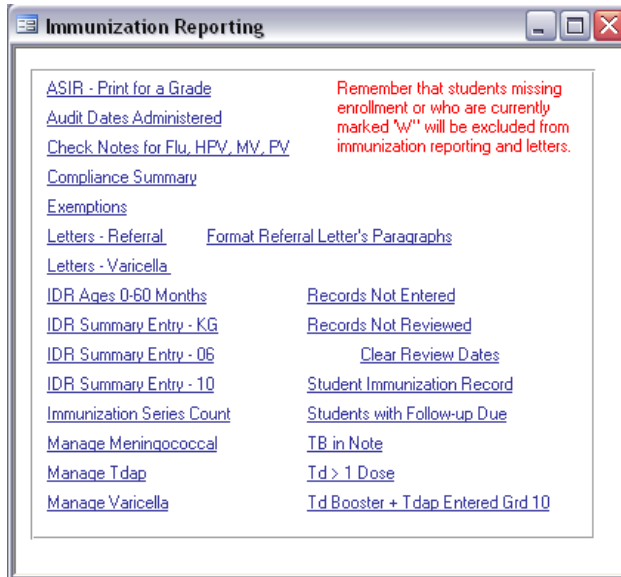 Immunization Reporting
ASIR - Print for a Grade
Remember that students missing
enrollment or who are currently
marked "W" will be excluded from
immunization reporting and letters.
Audit Dates Administered
Check Notes for Flu, HPV, MV, PV
Compliance Summary
Exemptions
Letters - Referral
Format Referral Letter's Paragraphs
Letters - Varicella
IDR Ages 0-60 Months
Records Not Entered
IDR Summary Entry - KG
Records Not Reviewed
IDR Summary Entry - 06
Clear Review Dates
IDR Summary Entry - 10
Student Immunization Record
Immunization Series Count
Students with Follow-up Due
Manage Meningococcal
TB in Note
Manage Tdap
Td > 1 Dose
Manage Varicella
Td Booster + Tdap Entered Grd 10